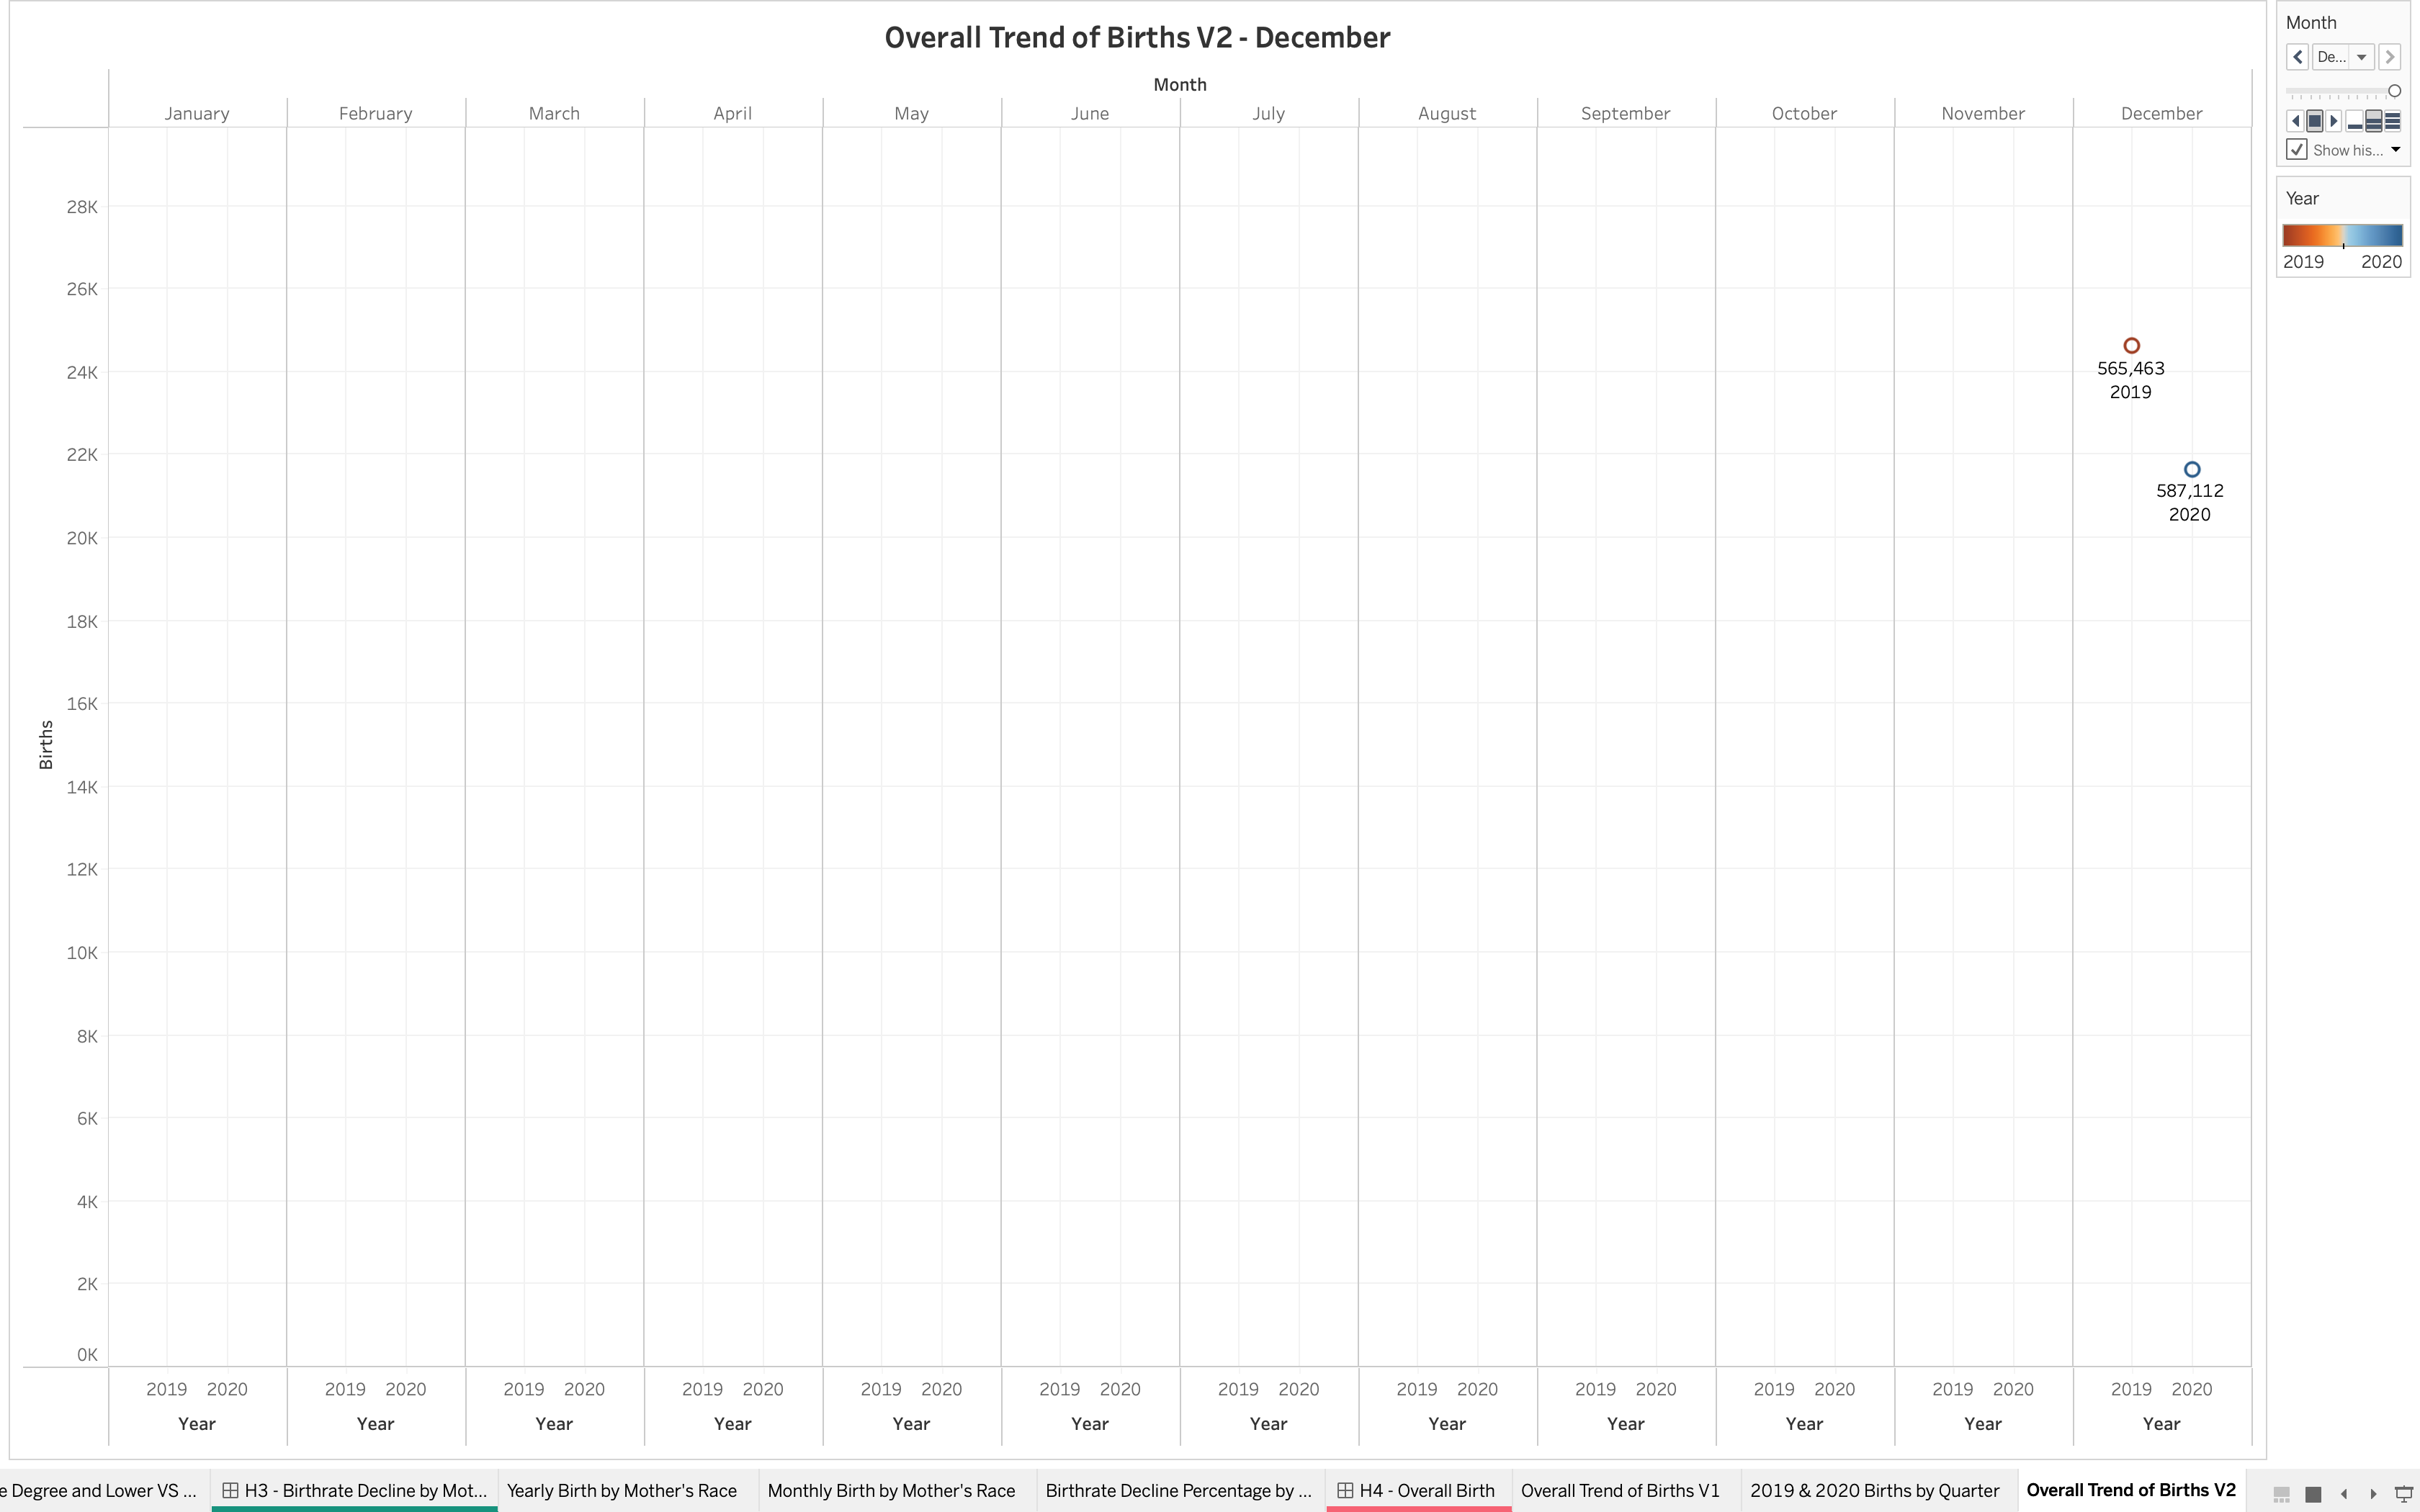 Overall Trend of Births V2 - December
Month
January February March April May June July August September October November December
28K
26K
24K
22K
20K
18K
16K
14K
12K
10K
8K
6K
4K
2K
0K
Births
565,463
2019
587,112
2020
2019 2020 2019 2020 2019 2020 2019 2020 2019 2020 2019 2020 2019 2020 2019 2020 2019 2020 2019 2020 2019 2020 2019 2020
Year Year Year Year Year Year Year Year Year Year Year Year
Month
De...
Show his...
Year
2019 2020
e Degree and Lower VS ... H3 - Birthrate Decline by Mot... Yearly Birth by Mother's Race Monthly Birth by Mother's Race Birthrate Decline Percentage by ... H4 - Overall Birth Overall Trend of Births V1 2019 & 2020 Births by Quarter Overall Trend of Births V2